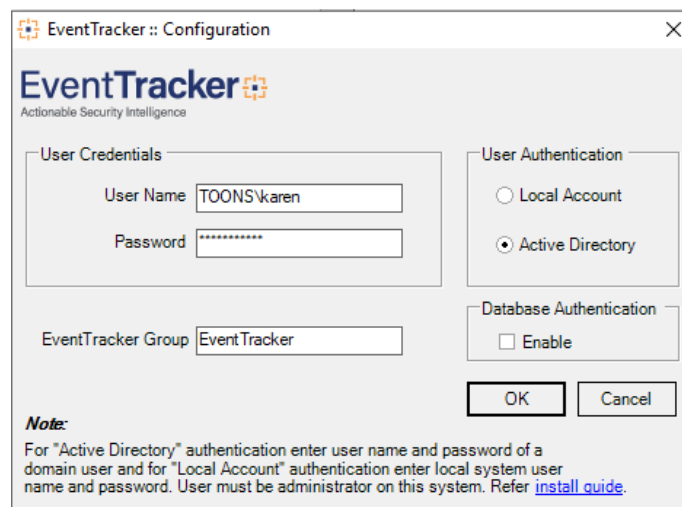 EventTracker :: Configuration
EventTracker
Actionable Security Intelligence
User Credentials
User Name TOONS\karen
Password ***********
EventTracker Group EventTracker
User Authentication
Local Account
Active Directory
Database Authentication
Enable
OK Cancel
Note:
For "Active Directory" authentication enter user name and password of a
domain user and for "Local Account" authentication enter local system user
name and password. User must be administrator on this system. Refer install guide.